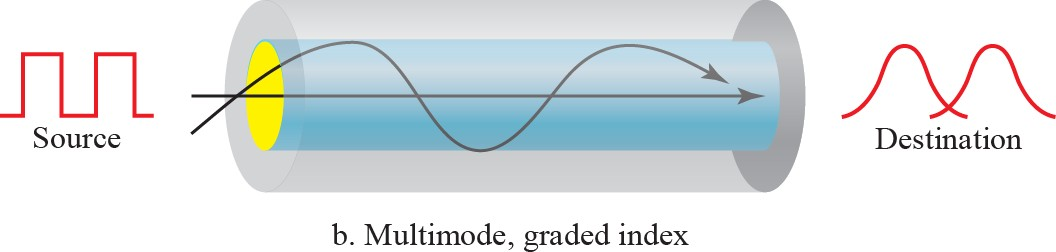 Source
Destination
b. Multimode, graded index